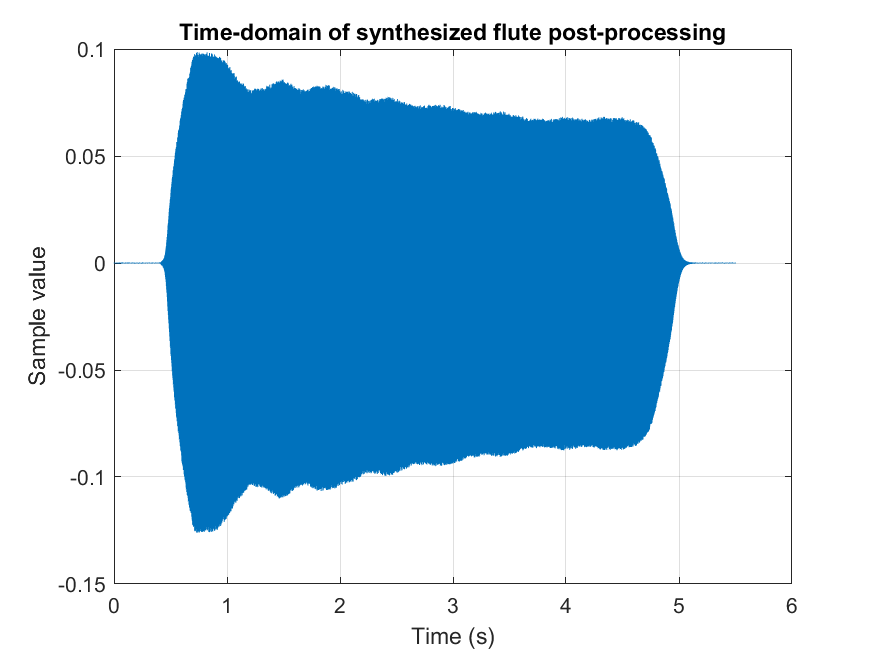 Time-domain of synthesized flute post-processing
0.1
0.05
0
-0.05
-0.1
-0.15
Sample value
0 1 2 3 4 5 6
Time (s)